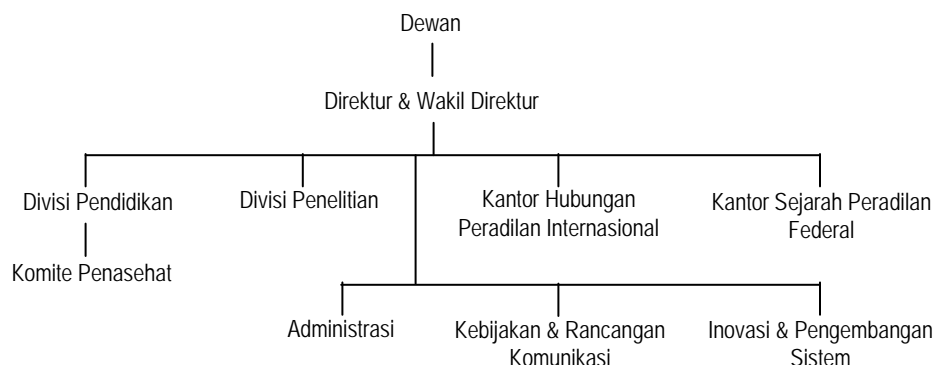 Dewan
Direktur & Wakil Direktur
Divisi Pendidikan
Divisi Penelitian
Kantor Hubungan
Peradilan Internasional
Kantor Sejarah Peradilan
Federal
Komite Penasehat
Administrasi
Kebijakan & Rancangan
Komunikasi
Inovasi & Pengembangan
Sistem